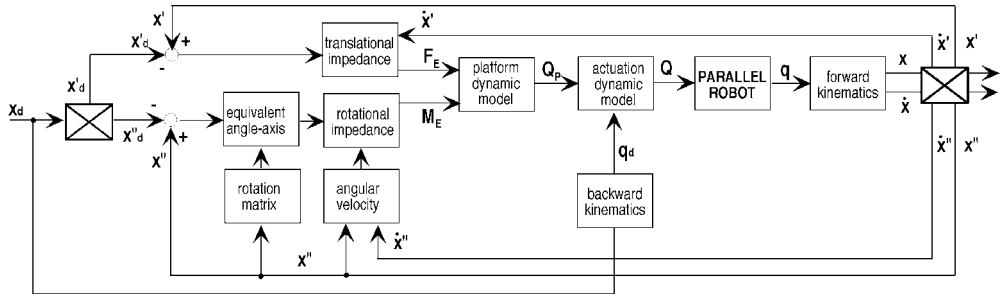 x'
ẋ'
x'd
+
-
translational
impedance
FE
platform
dynamic
model
QP
actuation
dynamic
model
Q
PARALLEL
ROBOT
q
forward
kinematics
x
ẋ
ẋ'
x'
xd
x'd
x"d
-
+
x"
equivalent
angle-axis
rotational
impedance
ME
rotation
matrix
angular
velocity
qd
backward
kinematics
ẋ"
x"
ẋ"
x"